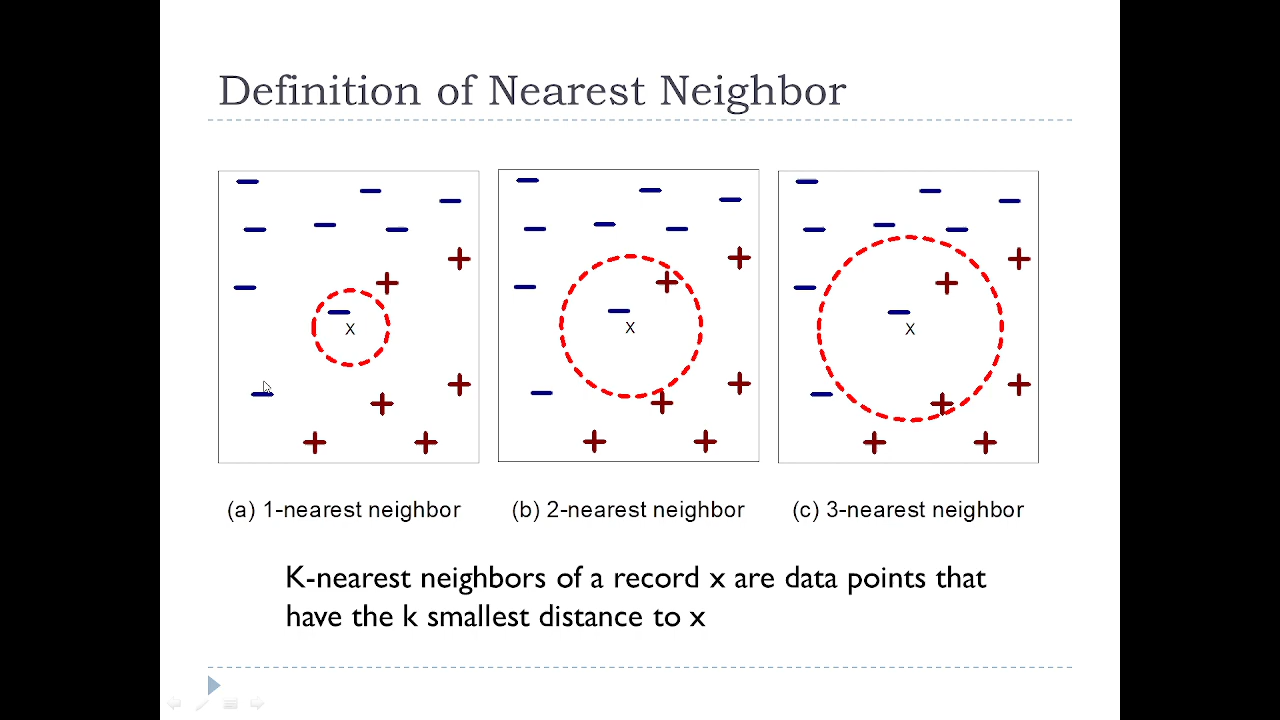 Definition of Nearest Neighbor
X
X
X
(a) 1-nearest neighbor
(b) 2-nearest neighbor
(c) 3-nearest neighbor
K-nearest neighbors of a record x are data points that
have the k smallest distance to x